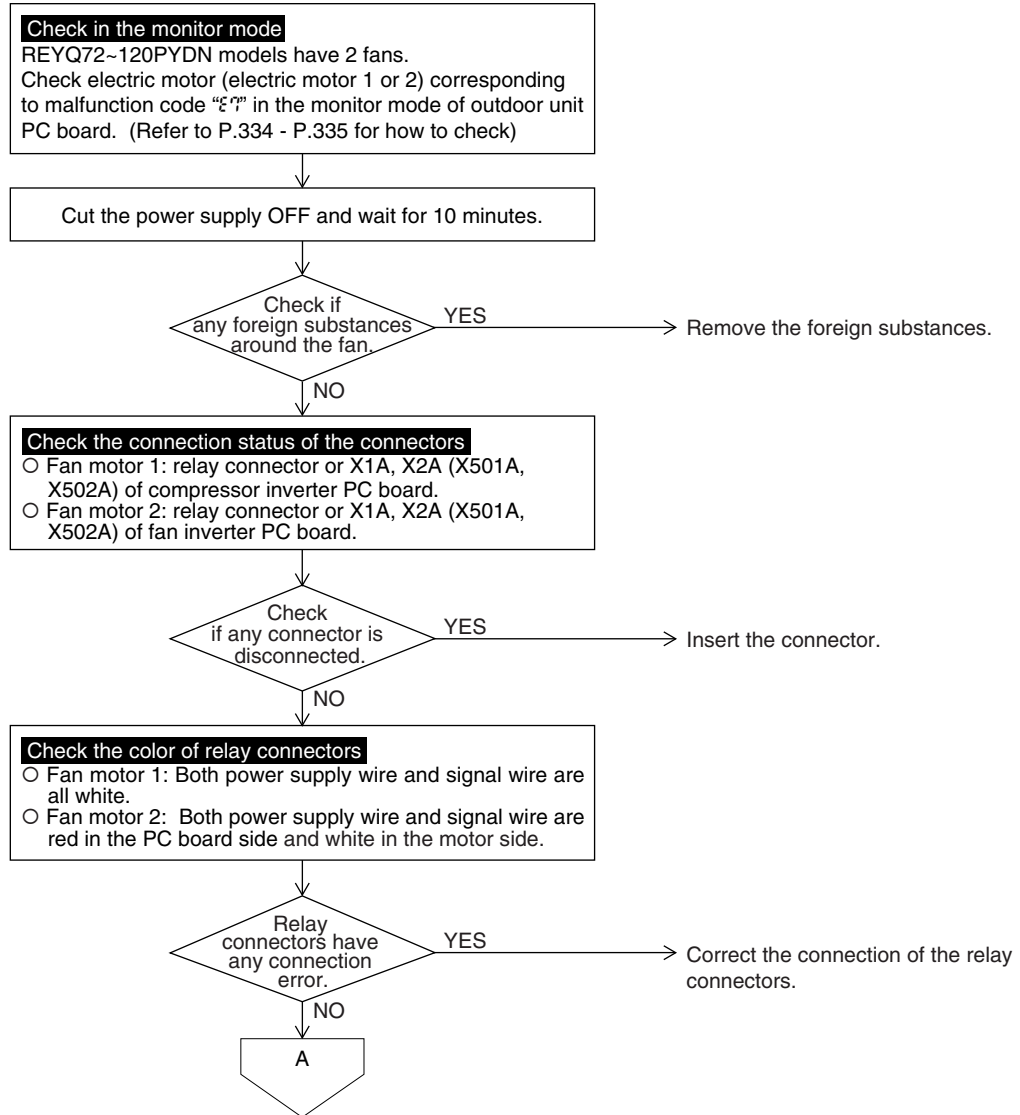 Check in the monitor mode
REYQ72~120PYDN models have 2 fans.
Check electric motor (electric motor 1 or 2) corresponding
to malfunction code “E7” in the monitor mode of outdoor unit
PC board. (Refer to P.334 - P.335 for how to check)
Cut the power supply OFF and wait for 10 minutes.
Check if
any foreign substances
around the fan.
YES
Remove the foreign substances.
NO
Check the connection status of the connectors
○ Fan motor 1: relay connector or X1A, X2A (X501A,
X502A) of compressor inverter PC board.
○ Fan motor 2: relay connector or X1A, X2A (X501A,
X502A) of fan inverter PC board.
Check
if any connector is
disconnected.
YES
Insert the connector.
NO
Check the color of relay connectors
○ Fan motor 1: Both power supply wire and signal wire are
all white.
○ Fan motor 2: Both power supply wire and signal wire are
red in the PC board side and white in the motor side.
Relay
connectors have
any connection
error.
YES
Correct the connection of the relay
connectors.
NO
A